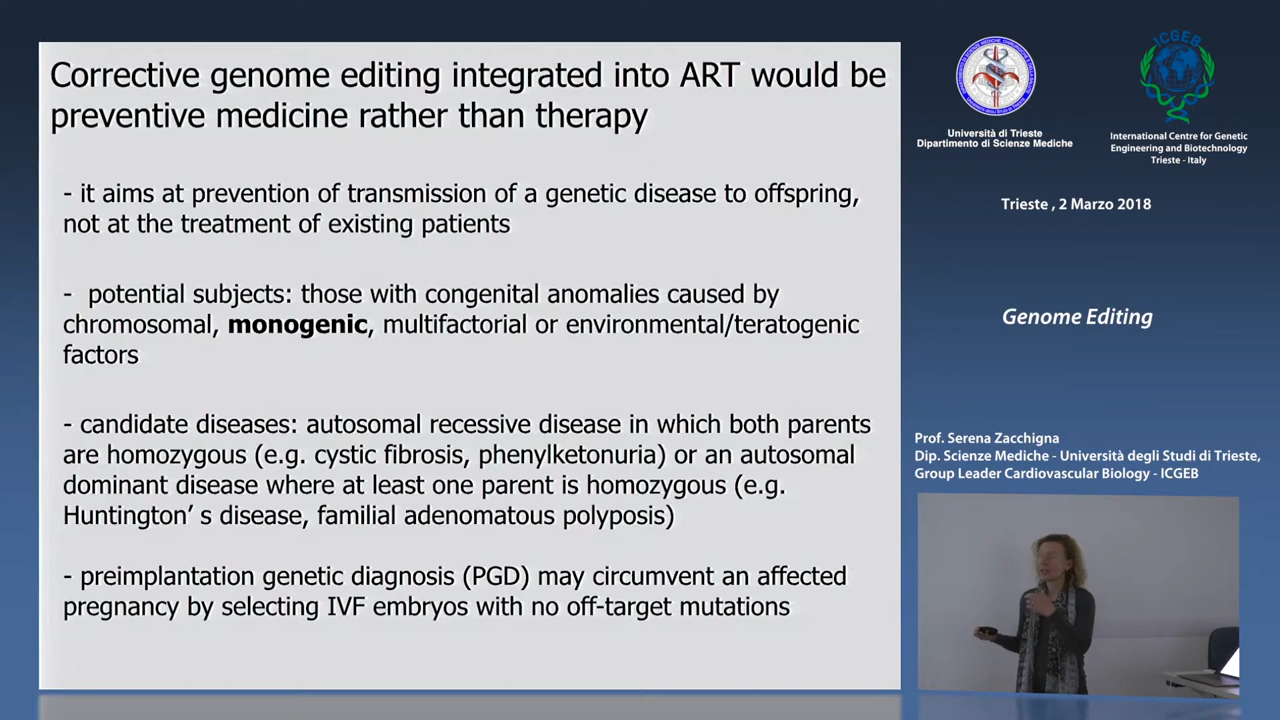 Corrective genome editing integrated into ART would be
preventive medicine rather than therapy
- it aims at prevention of transmission of a genetic disease to offspring,
not at the treatment of existing patients
- potential subjects: those with congenital anomalies caused by
chromosomal, monogenic, multifactorial or environmental/teratogenic
factors
- candidate diseases: autosomal recessive disease in which both parents
are homozygous (e.g. cystic fibrosis, phenylketonuria) or an autosomal
dominant disease where at least one parent is homozygous (e.g.
Huntington' s disease, familial adenomatous polyposis)
- preimplantation genetic diagnosis (PGD) may circumvent an affected
pregnancy by selecting IVF embryos with no off-target mutations
Università di Trieste
Dipartimento di Scienze Mediche
ICGEB
International Centre for Genetic
Engineering and Biotechnology
Trieste - Italy
Trieste , 2 Marzo 2018
Genome Editing
Prof. Serena Zacchigna
Dip. Scienze Mediche - Università degli Studi di Trieste,
Group Leader Cardiovascular Biology - ICGEB